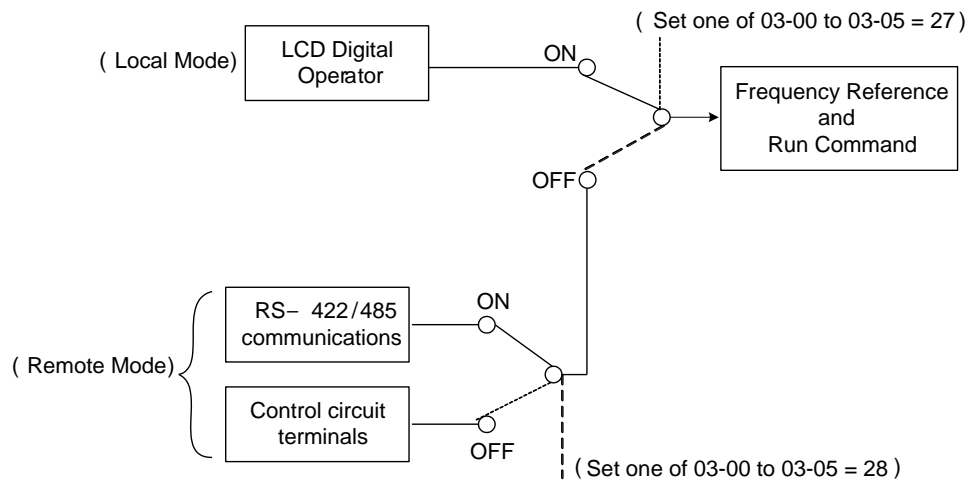 ( Set one of 03-00 to 03-05 = 27 )
( Local Mode)
LCD Digital
Operator
ON
Frequency Reference
and
Run Command
OFF
( Remote Mode)
RS– 422/485
communications
ON
Control circuit
terminals
OFF
( Set one of 03-00 to 03-05 = 28 )